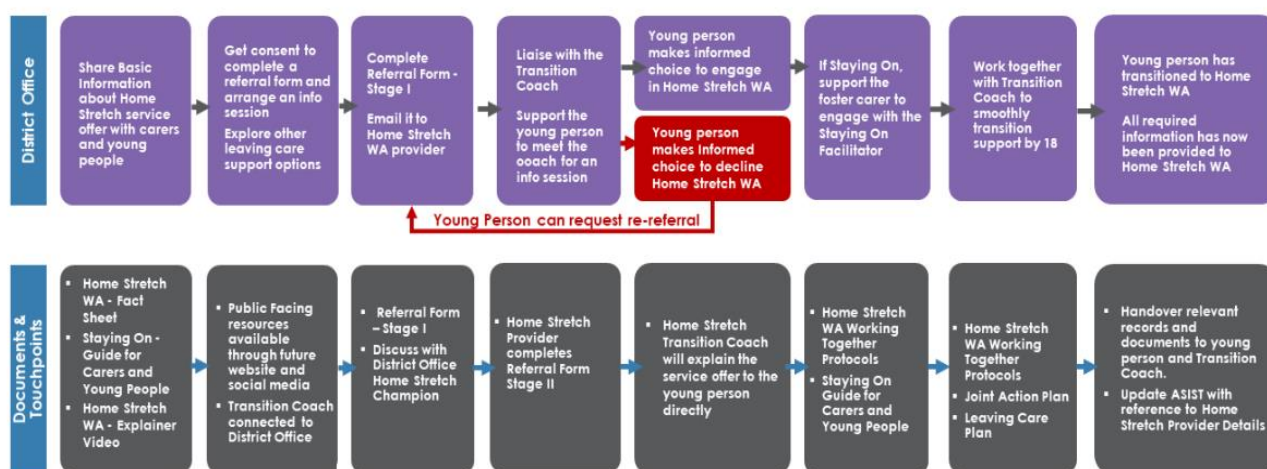 District Office
Share Basic
Information
about Home
Stretch service
offer with carers
and young
people
Get consent to
complete a
referral form and
arrange an info
session
Explore other
leaving care
support options
Complete
Referral Form -
Stage I
Email it to
Home Stretch
WA provider
Liaise with the
Transition
Coach
Support the
young person
to meet the
ooach for an
info session
Young person
makes informed
choice to engage
in Home Stretch WA
Young person
makes Informed
choice to decline
Home Stretch WA
If Staying On,
support the
foster carer to
engage with the
Staying On
Facilitator
Work together
with Transition
Coach to
smoothly
transition
support by 18
Young person has
transitioned to Home
Stretch WA
All required
information has now
been provided to
Home Stretch WA
Young Person can request re-referral
Documents &
Touchpoints
▪ Home Stretch
WA - Fact
Sheet
▪ Staying On -
Guide for
Carers and
Young People
▪ Home Stretch
WA - Explainer
Video
▪ Public Facing
resources
available
through future
website and
social media
▪ Transition Coach
connected to
District Office
▪ Referral Form
– Stage I
▪ Discuss with
District Office
Home Stretch
Champion
▪ Home Stretch
Provider
completes
Referral Form
Stage II
▪ Home Stretch
Transition Coach
will explain the
service offer to the
young person
directly
▪ Home Stretch
WA Working
Together
Protocols
▪ Staying On
Guide for
Carers and
Young People
▪ Home Stretch
WA Working
Together
Protocols
▪ Joint Action Plan
▪ Leaving Care
Plan
▪ Handover relevant
records and
documents to young
person and Transition
Coach.
▪ Update ASIST with
reference to Home
Stretch Provider Details